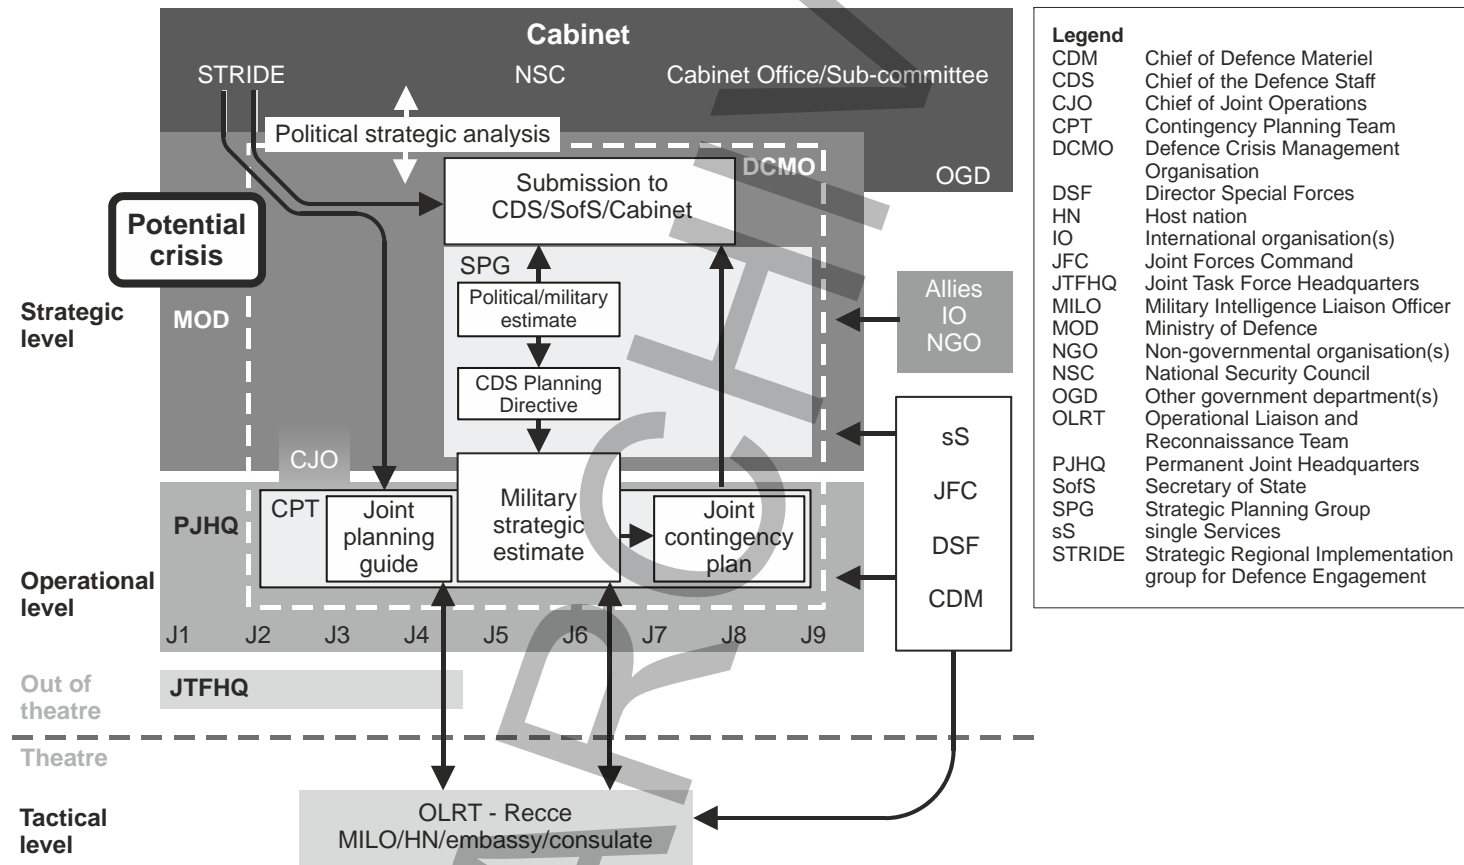 Cabinet
STRIDE
NSC
Cabinet Office/Sub-committee
Political strategic analysis
DCMO
OGD
Submission to
CDS/SofS/Cabinet
Potential
crisis
SPG
Political/military
estimate
Allies
IO
NGO
Strategic
level
MOD
CDS Planning
Directive
CJO
sS
JFC
DSF
CDM
PJHQ
CPT
Joint
planning
guide
Military
strategic
estimate
Joint
contingency
plan
Operational
level
J1 J2 J3 J4 J5 J6 J7 J8 J9
Out of
theatre
JTFHQ
Theatre
Tactical
level
OLRT - Recce
MILO/HN/embassy/consulate
Legend
CDM Chief of Defence Materiel
CDS Chief of the Defence Staff
CJO Chief of Joint Operations
CPT Contingency Planning Team
DCMO Defence Crisis Management
Organisation
DSF Director Special Forces
HN Host nation
IO International organisation(s)
JFC Joint Forces Command
JTFHQ Joint Task Force Headquarters
MILO Military Intelligence Liaison Officer
MOD Ministry of Defence
NGO Non-governmental organisation(s)
NSC National Security Council
OGD Other government department(s)
OLRT Operational Liaison and
Reconnaissance Team
PJHQ Permanent Joint Headquarters
SofS Secretary of State
SPG Strategic Planning Group
sS single Services
STRIDE Strategic Regional Implementation
group for Defence Engagement
ARCHIV